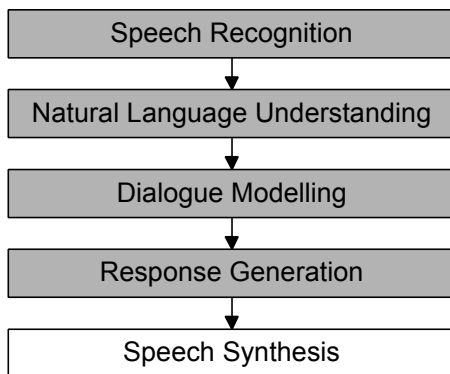 Speech Recognition
Natural Language Understanding
Dialogue Modelling
Response Generation
Speech Synthesis